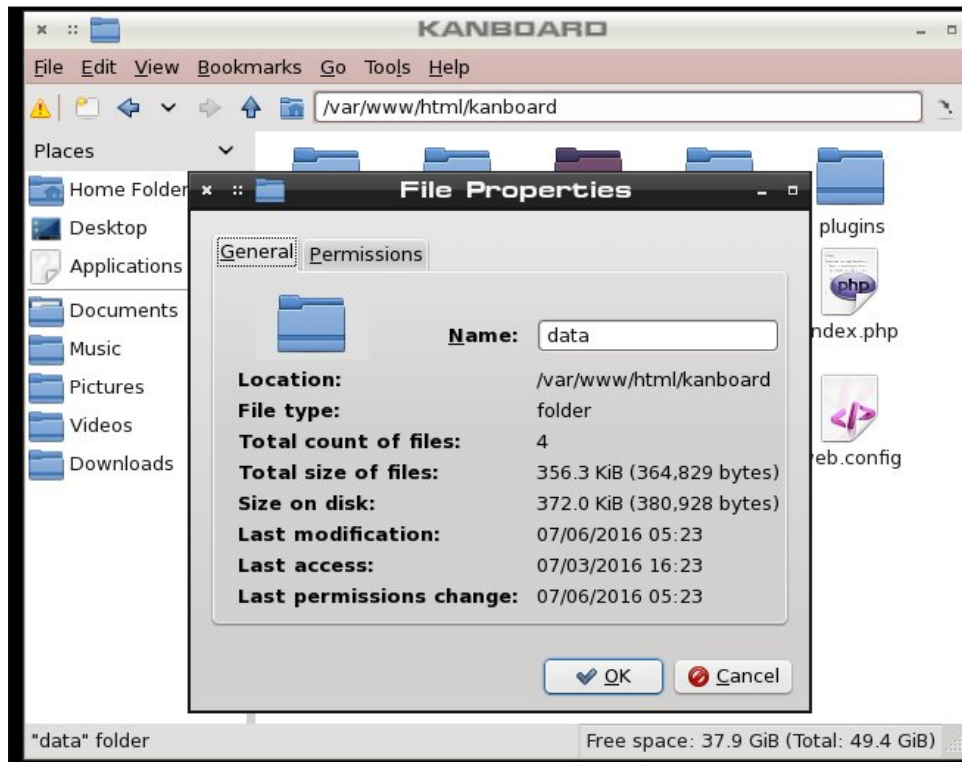 KANBOARD
File Edit View Bookmarks Go Tools Help
/var/www/html/kanboard
Places
Home Folder
Desktop
Applications
Documents
Music
Pictures
Videos
Downloads
plugins
php
ndex.php
eb.config
File Properties
General Permissions
Name: data
Location: /var/www/html/kanboard
File type: folder
Total count of files: 4
Total size of files: 356.3 KiB (364,829 bytes)
Size on disk: 372.0 KiB (380,928 bytes)
Last modification: 07/06/2016 05:23
Last access: 07/03/2016 16:23
Last permissions change: 07/06/2016 05:23
OK Cancel
"data" folder Free space: 37.9 GiB (Total: 49.4 GiB)